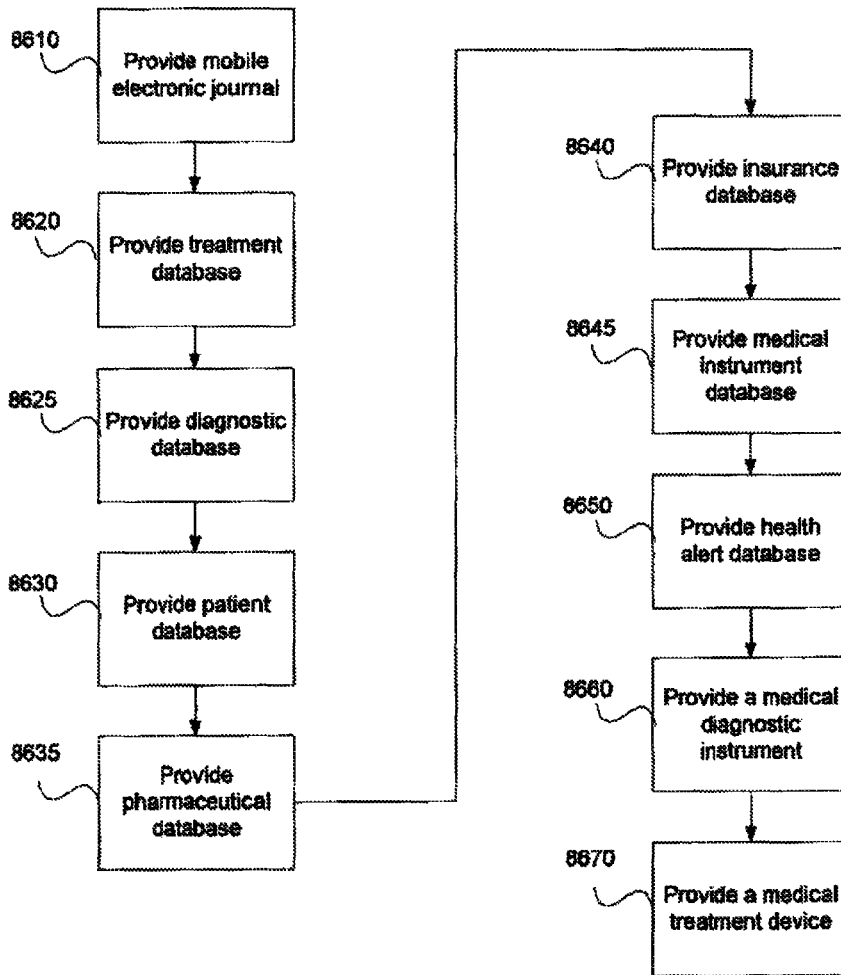 8610
Provide mobile
electronic journal
8620
Provide treatment
database
8625
Provide diagnostic
database
8630
Provide patient
database
8635
Provide
pharmaceutical
database
8640
Provide insurance
database
8645
Provide medical
instrument
database
8650
Provide health
alert database
8660
Provide a medical
diagnostic
instrument
8670
Provide a medical
treatment device